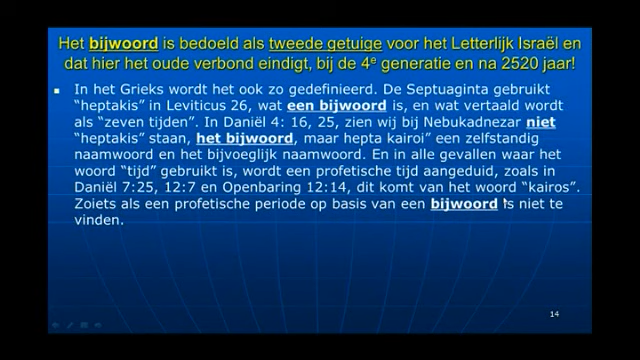 Het bijwoord is bedoeld als tweede getuige voor het Letterlijk Israël en
dat hier het oude verbond eindigt, bij de 4e generatie en na 2520 jaar!
In het Grieks wordt het ook zo gedefinieerd. De Septuaginta gebruikt
"heptakis" in Leviticus 26, wat een bijwoord is, en wat vertaald wordt
als "zeven tijden". In Daniël 4: 16, 25, zien wij bij Nebukadnezar niet
"heptakis" staan, het bijwoord, maar hepta kairoi" een zelfstandig
naamwoord en het bijvoeglijk naamwoord. En in alle gevallen waar het
woord "tijd" gebruikt is, wordt een profetische tijd aangeduid, zoals in
Daniël 7:25, 12:7 en Openbaring 12:14, dit komt van het woord "kairos".
Zoiets als een profetische periode op basis van een bijwoord is niet te
vinden.
14